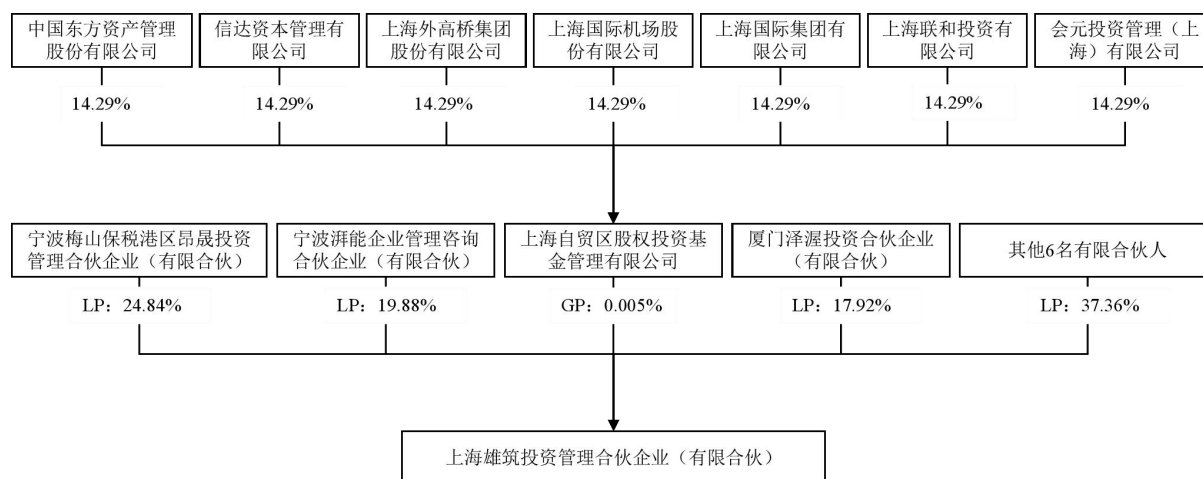 中国东方资产管理
股份有限公司
信达资本管理有
限公司
上海外高桥集团
股份有限公司
上海国际机场股
份有限公司
上海国际集团有
限公司
上海联和投资有
限公司
会元投资管理（上
海）有限公司
14.29%
14.29%
14.29%
14.29%
14.29%
14.29%
14.29%
宁波梅山保税港区昂晟投资
管理合伙企业（有限合伙）
宁波湃能企业管理咨询
合伙企业（有限合伙）
上海自贸区股权投资基
金管理有限公司
厦门泽渥投资合伙企业
（有限合伙）
其他6名有限合伙人
LP：24.84%
LP：19.88%
GP：0.005%
LP：17.92%
LP：37.36%
上海雄筑投资管理合伙企业（有限合伙）